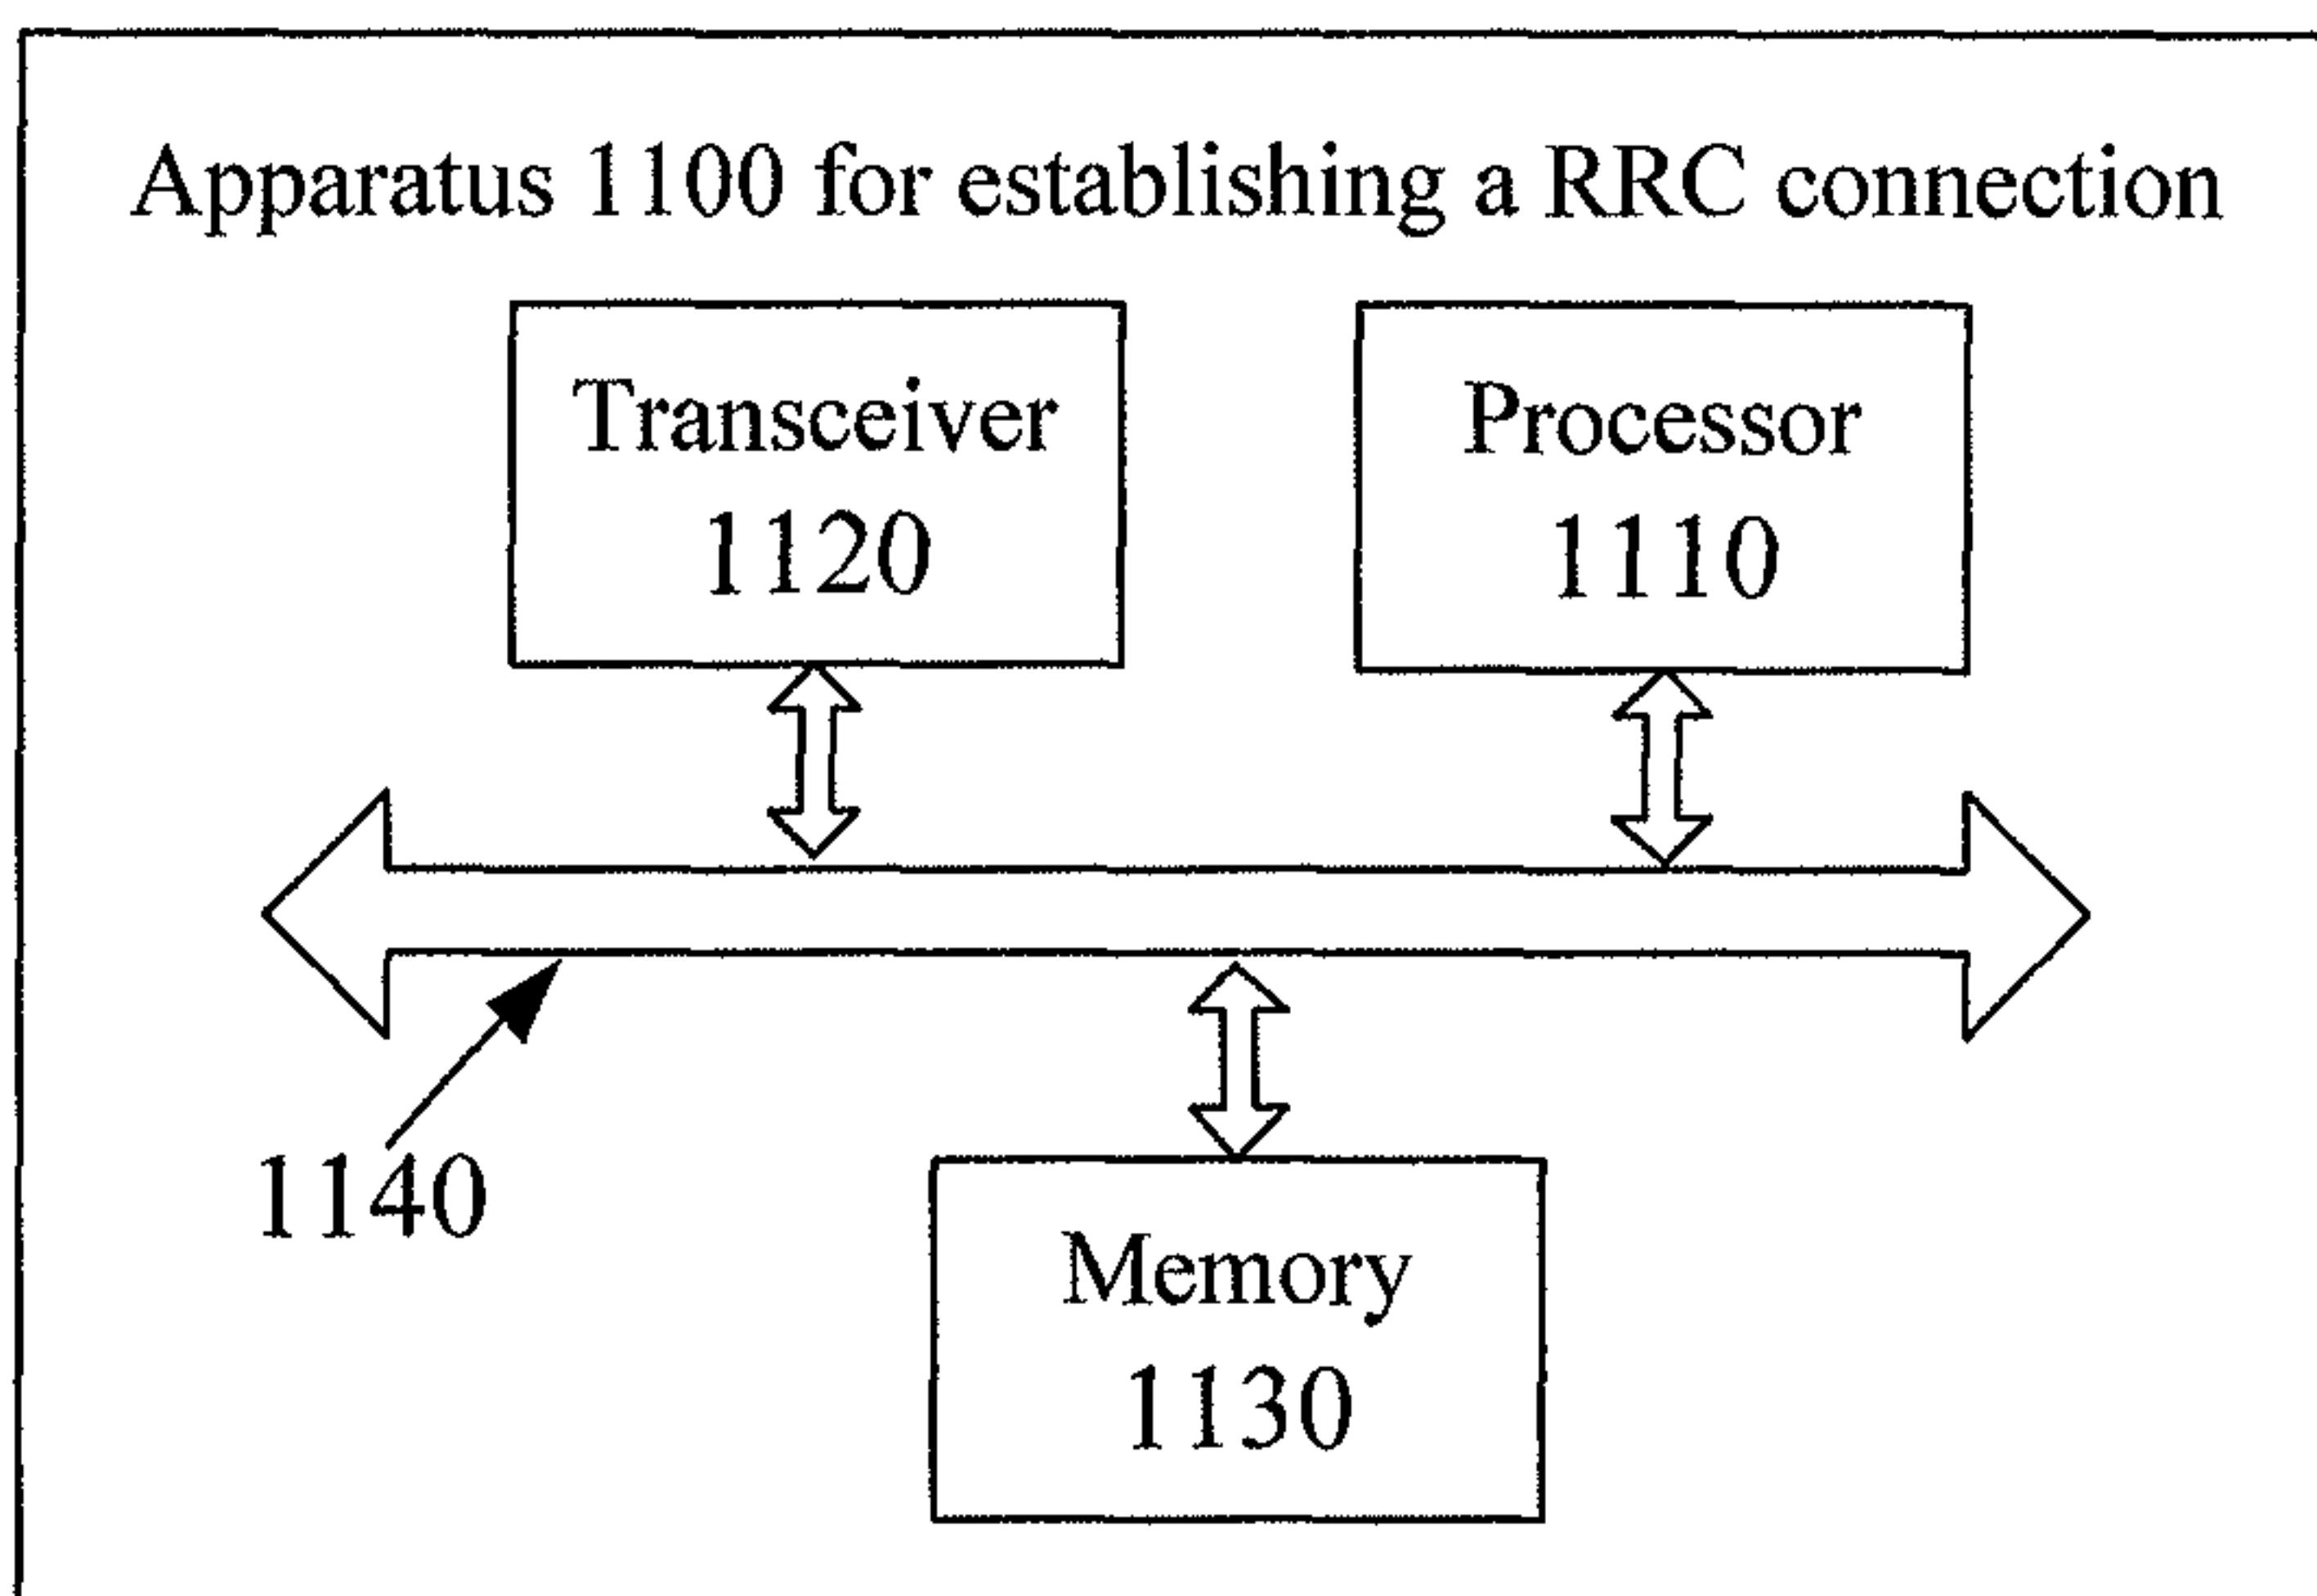 Apparatus 1100 for establishing a RRC connection
Transceiver
1120
Processor
1110
1140
Memory
1130